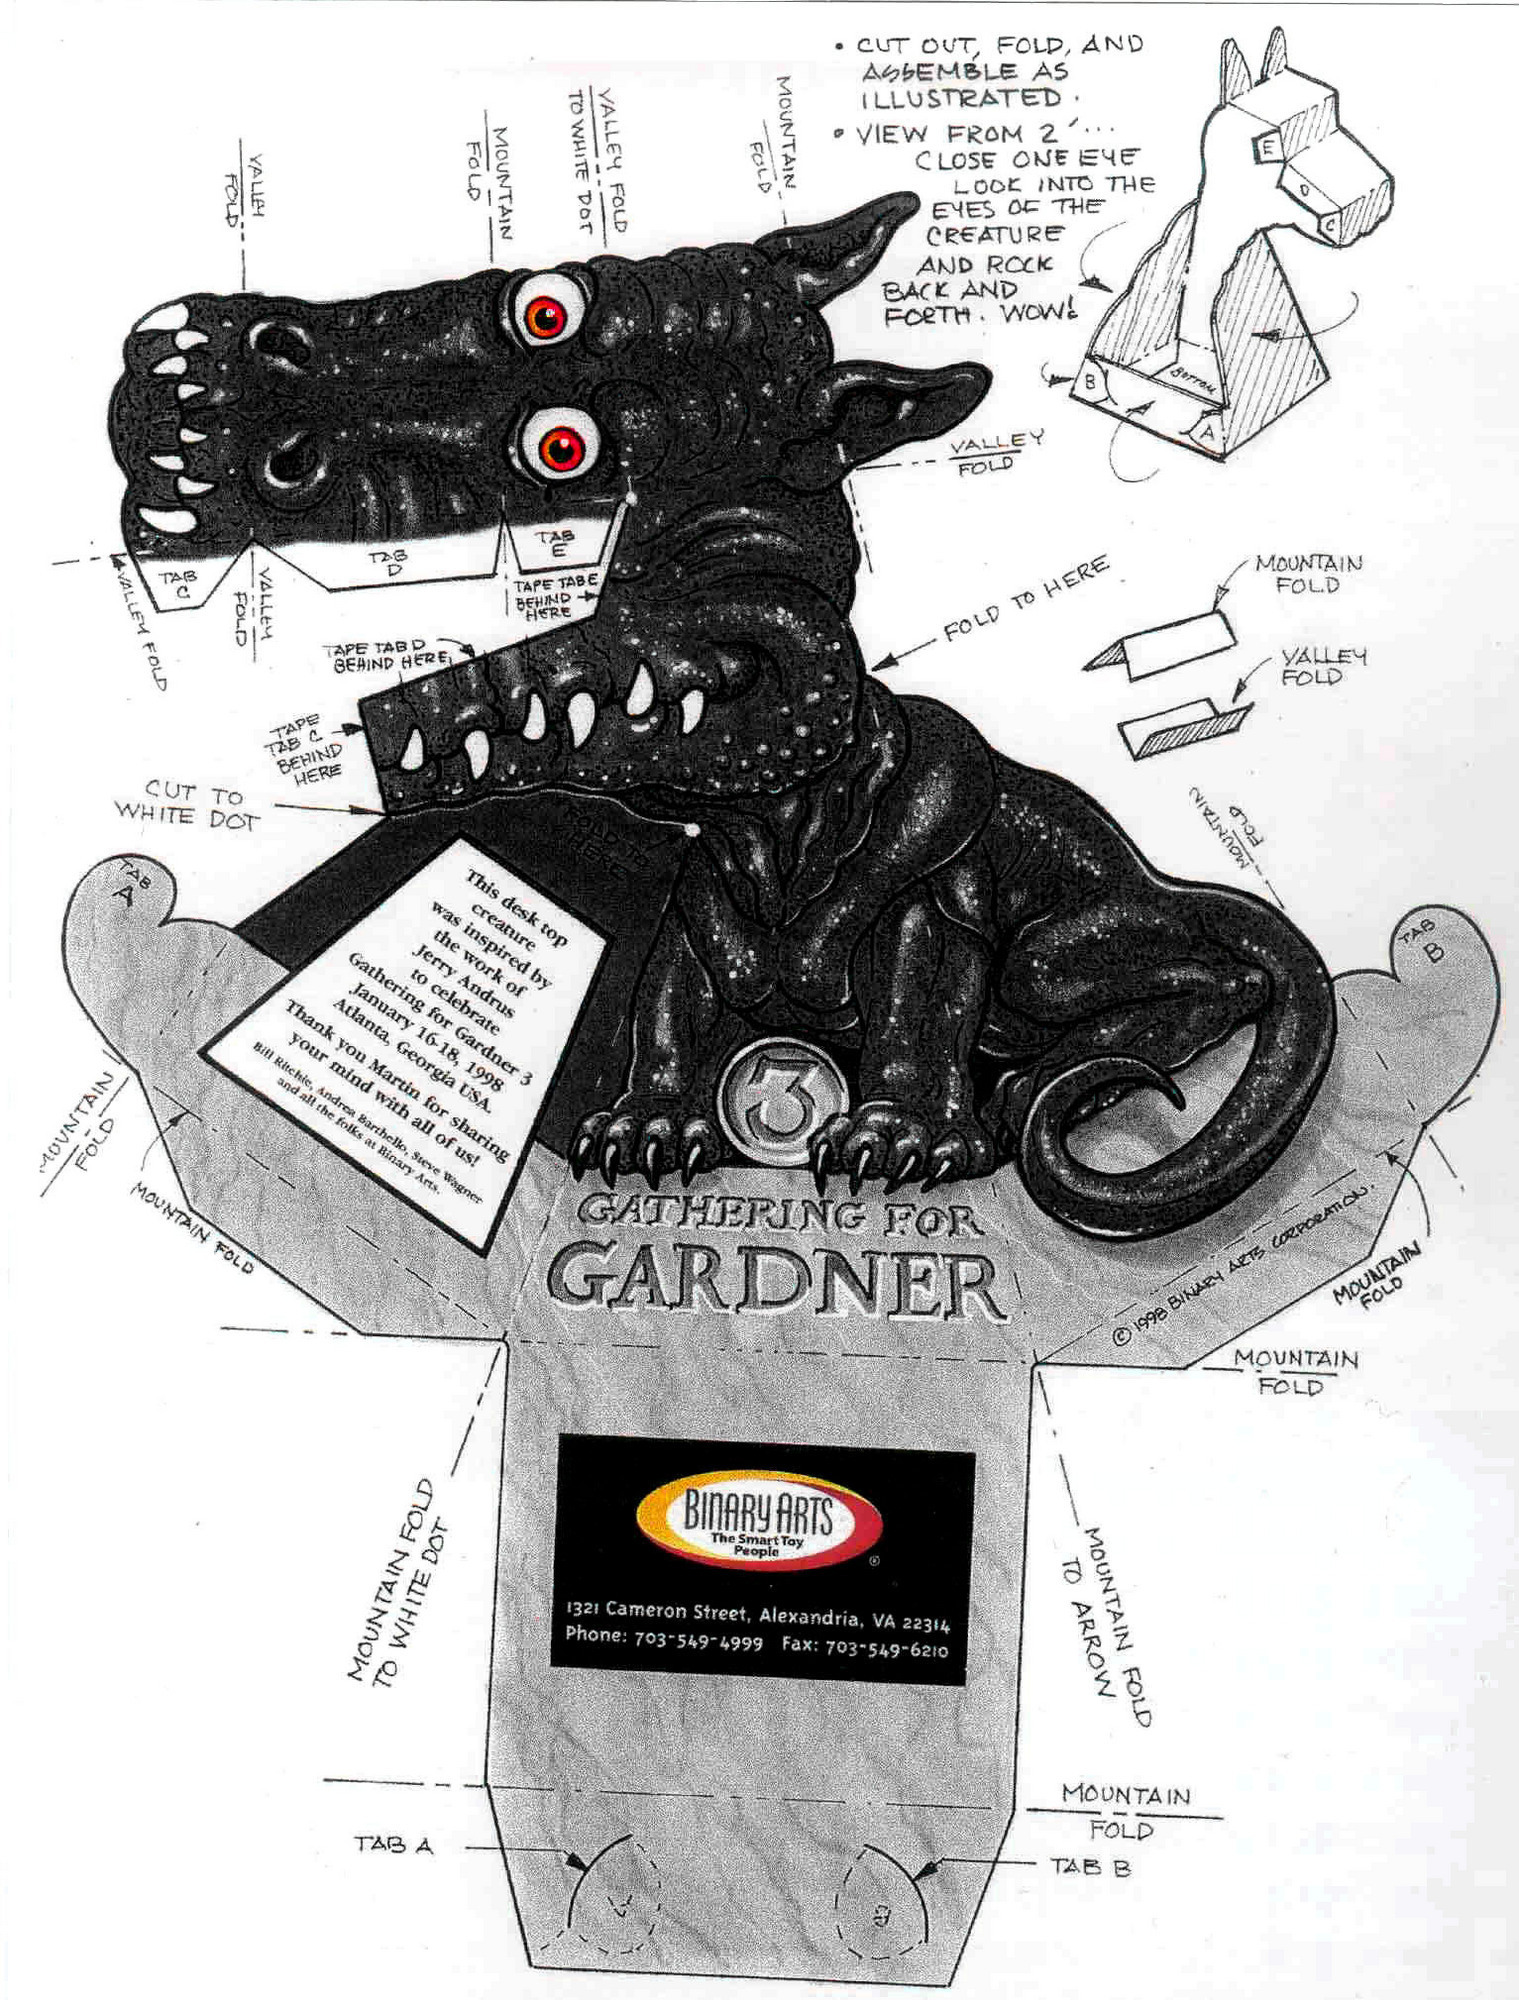 • CUT OUT, FOLD, AND
ASSEMBLE AS
ILLUSTRATED.
• VIEW FROM 2'...
CLOSE ONE EYE
LOOK INTO THE
EYES OF THE
CREATURE
AND ROCK
BACK AND
FORTH. WOW!
E
D
C
B
BOTTOM
A
VALLEY
FOLD
MOUNTAIN
FOLD
VALLEY FOLD
TO WHITE DOT
MOUNTAIN
FOLD
VALLEY
FOLD
TAB
C
TAB
D
TAB
E
VALLEY FOLD
VALLEY
FOLD
TAPE TAB E
BEHIND
HERE
TAPE TAB D
BEHIND HERE
TAPE
TAB C
BEHIND
HERE
FOLD TO HERE
MOUNTAIN
FOLD
VALLEY
FOLD
CUT TO
WHITE DOT
FOLD TO
HERE
MOUNTAIN
FOLD
TAB
A
TAB
B
This desk top
creature
was inspired by
the work of
Jerry Andrus
to celebrate
Gathering for Gardner 3
January 16-18, 1998
Atlanta, Georgia USA.
Thank you Martin for sharing
your mind with all of us!
Bill Ritchie, Andrea Barthello, Steve Wagner
and all the folks at Binary Arts.
3
MOUNTAIN
FOLD
MOUNTAIN FOLD
GATHERING FOR
GARDNER
© 1998 BINARY ARTS CORPORATION.
MOUNTAIN
FOLD
MOUNTAIN
FOLD
MOUNTAIN FOLD
TO WHITE DOT
MOUNTAIN FOLD
TO ARROW
BINARY ARTS
The Smart Toy
People
®
1321 Cameron Street, Alexandria, VA 22314
Phone: 703-549-4999 Fax: 703-549-6210
MOUNTAIN
FOLD
TAB A
TAB B